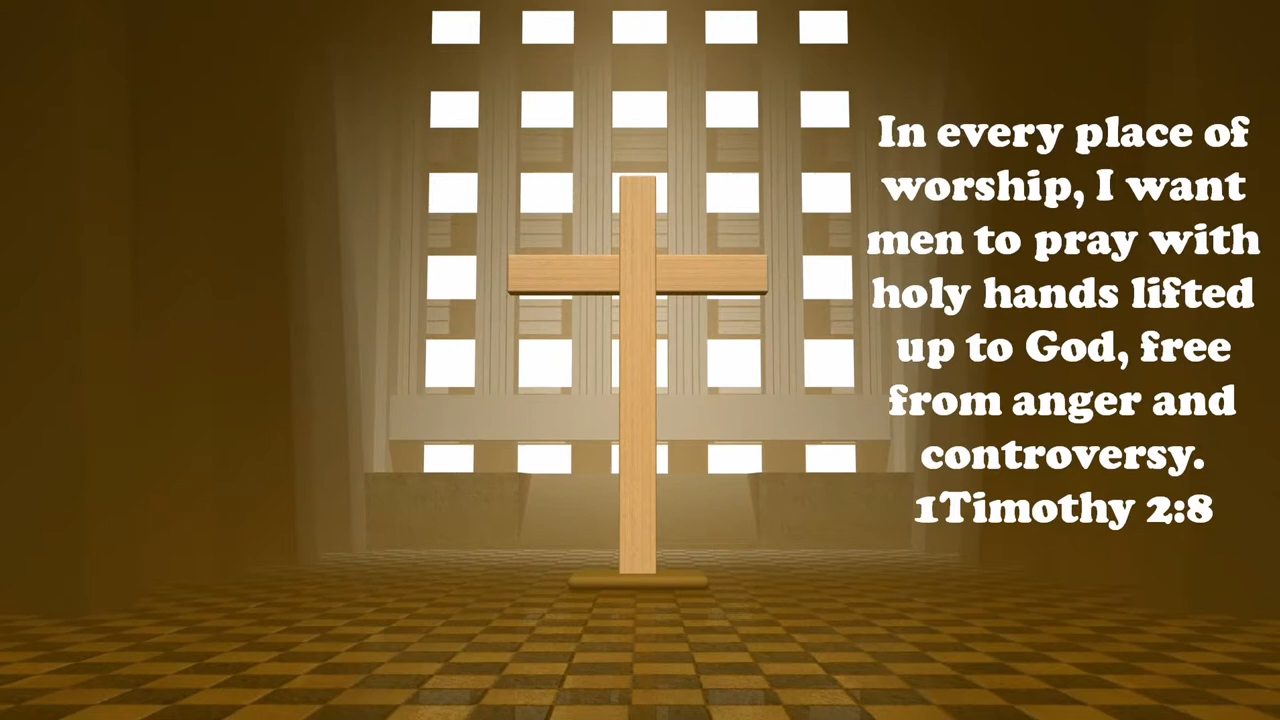 In every place of
worship, I want
men to pray with
holy hands lifted
up to God, free
from anger and
controversy.
1Timothy 2:8